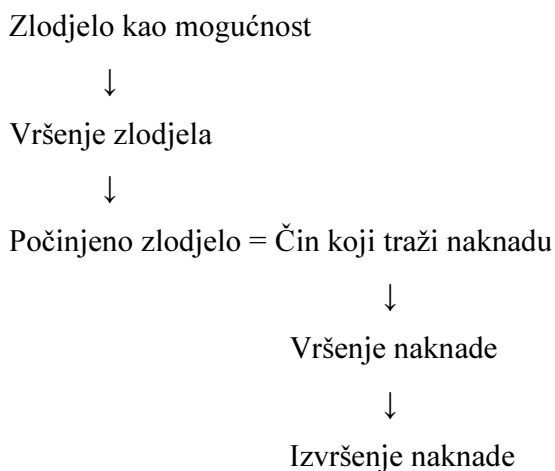 Zlodjelo kao mogućnost
↓
Vršenje zlodjela
↓
Počinjeno zlodjelo = Čin koji traži naknadu
↓
Vršenje naknade
↓
Izvršenje naknade